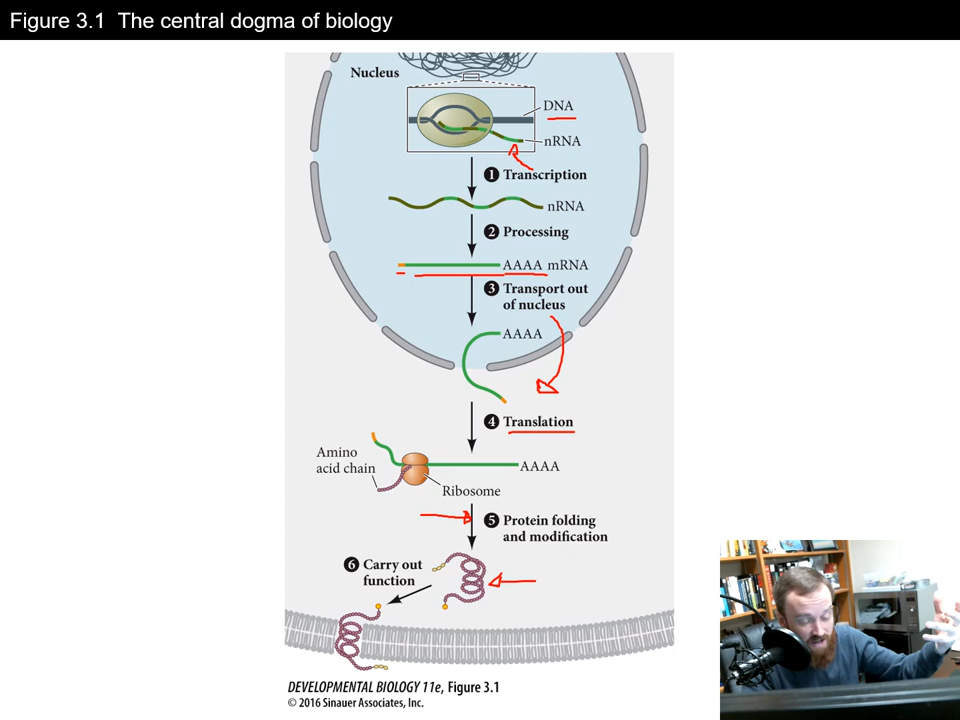 Figure 3.1 The central dogma of biology
Nucleus
DNA
nRNA
1 Transcription
nRNA
2 Processing
AAAA mRNA
3 Transport out
of nucleus
AAAA
4 Translation
Amino
acid chain
AAAA
Ribosome
5 Protein folding
and modification
6 Carry out
function
DEVELOPMENTAL BIOLOGY 11e, Figure 3.1
© 2016 Sinauer Associates, Inc.